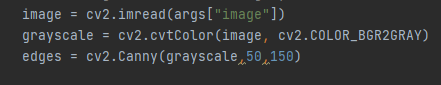 image = cv2.imread(args["image"])
grayscale = cv2.cvtColor(image, cv2.COLOR_BGR2GRAY)
edges = cv2.Canny(grayscale,50,150)